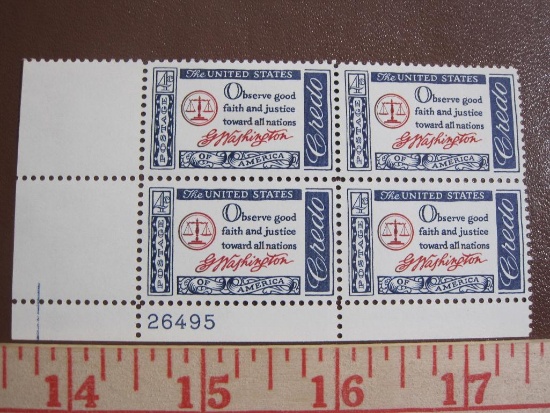 The UNITED STATES
4¢
POSTAGE
Observe good
faith and justice
toward all nations
G Washington
OF AMERICA
Credo
The UNITED STATES
4¢
POSTAGE
Observe good
faith and justice
toward all nations
G Washington
OF AMERICA
Credo
The UNITED STATES
4¢
POSTAGE
Observe good
faith and justice
toward all nations
G Washington
OF AMERICA
Credo
The UNITED STATES
4¢
POSTAGE
Observe good
faith and justice
toward all nations
G Washington
OF AMERICA
Credo
26495
14 15 16 17